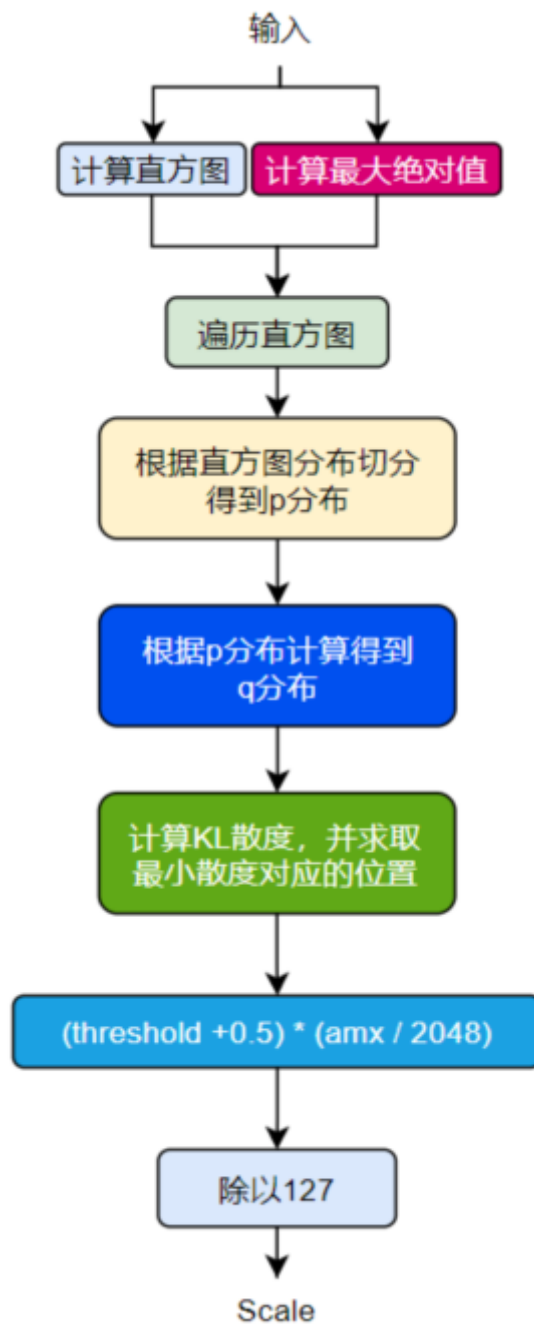 输入
计算直方图
计算最大绝对值
遍历直方图
根据直方图分布切分
得到p分布
根据p分布计算得到
q分布
计算KL散度，并求取
最小散度对应的位置
(threshold +0.5) * (amx / 2048)
除以127
Scale